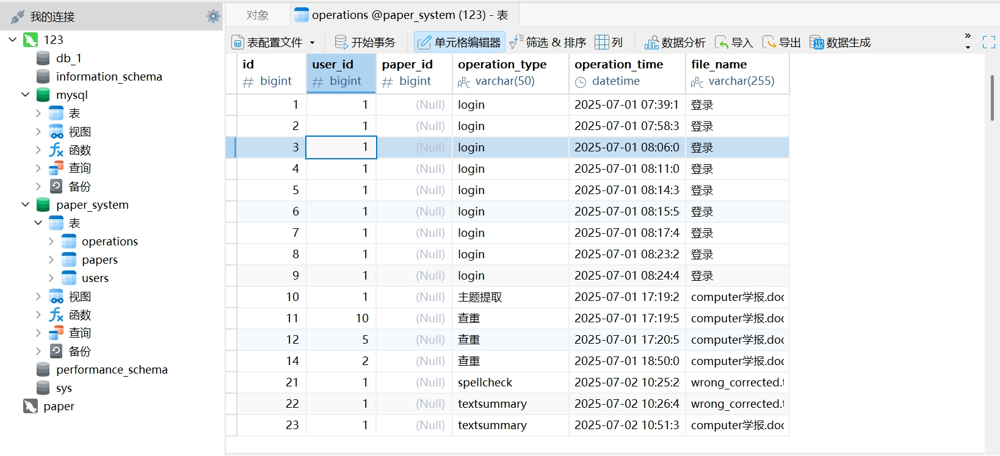 我的连接
123
db_1
information_schema
mysql
表
视图
函数
查询
备份
paper_system
表
operations
papers
users
视图
函数
查询
备份
performance_schema
sys
paper
对象 operations @paper_system (123) - 表
表配置文件 开始事务 单元格编辑器 筛选 & 排序 列 数据分析 导入 导出 数据生成
id user_id paper_id operation_type operation_time file_name
# bigint # bigint # bigint ABC varchar(50) datetime ABC varchar(255)
1 1 (Null) login 2025-07-01 07:39:1 登录
2 1 (Null) login 2025-07-01 07:58:3 登录
3 1 (Null) login 2025-07-01 08:06:0 登录
4 1 (Null) login 2025-07-01 08:11:0 登录
5 1 (Null) login 2025-07-01 08:14:3 登录
6 1 (Null) login 2025-07-01 08:15:5 登录
7 1 (Null) login 2025-07-01 08:17:4 登录
8 1 (Null) login 2025-07-01 08:23:2 登录
9 1 (Null) login 2025-07-01 08:24:4 登录
10 1 (Null) 主题提取 2025-07-01 17:19:2 computer学报.doc
11 10 (Null) 查重 2025-07-01 17:19:5 computer学报.doc
12 5 (Null) 查重 2025-07-01 17:20:5 computer学报.doc
14 2 (Null) 查重 2025-07-01 18:50:0 computer学报.doc
21 1 (Null) spellcheck 2025-07-02 10:25:2 wrong_corrected.t
22 1 (Null) textsummary 2025-07-02 10:26:4 wrong_corrected.t
23 1 (Null) textsummary 2025-07-02 10:51:3 computer学报.doc